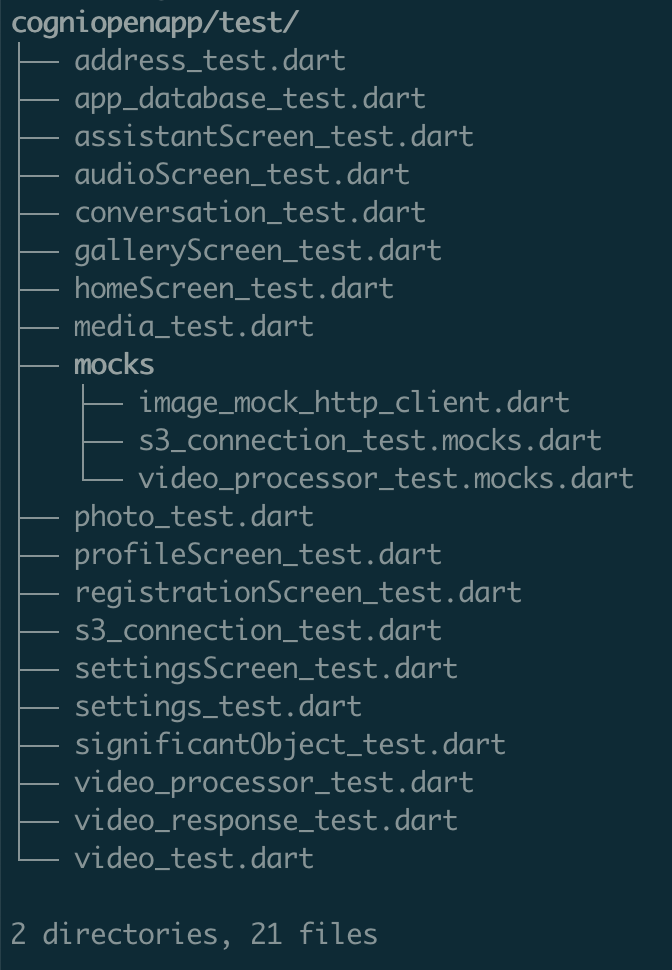 cogniopenapp/test/
├── address_test.dart
├── app_database_test.dart
├── assistantScreen_test.dart
├── audioScreen_test.dart
├── conversation_test.dart
├── galleryScreen_test.dart
├── homeScreen_test.dart
├── media_test.dart
├── mocks
│   ├── image_mock_http_client.dart
│   ├── s3_connection_test.mocks.dart
│   └── video_processor_test.mocks.dart
├── photo_test.dart
├── profileScreen_test.dart
├── registrationScreen_test.dart
├── s3_connection_test.dart
├── settingsScreen_test.dart
├── settings_test.dart
├── significantObject_test.dart
├── video_processor_test.dart
├── video_response_test.dart
└── video_test.dart
2 directories, 21 files